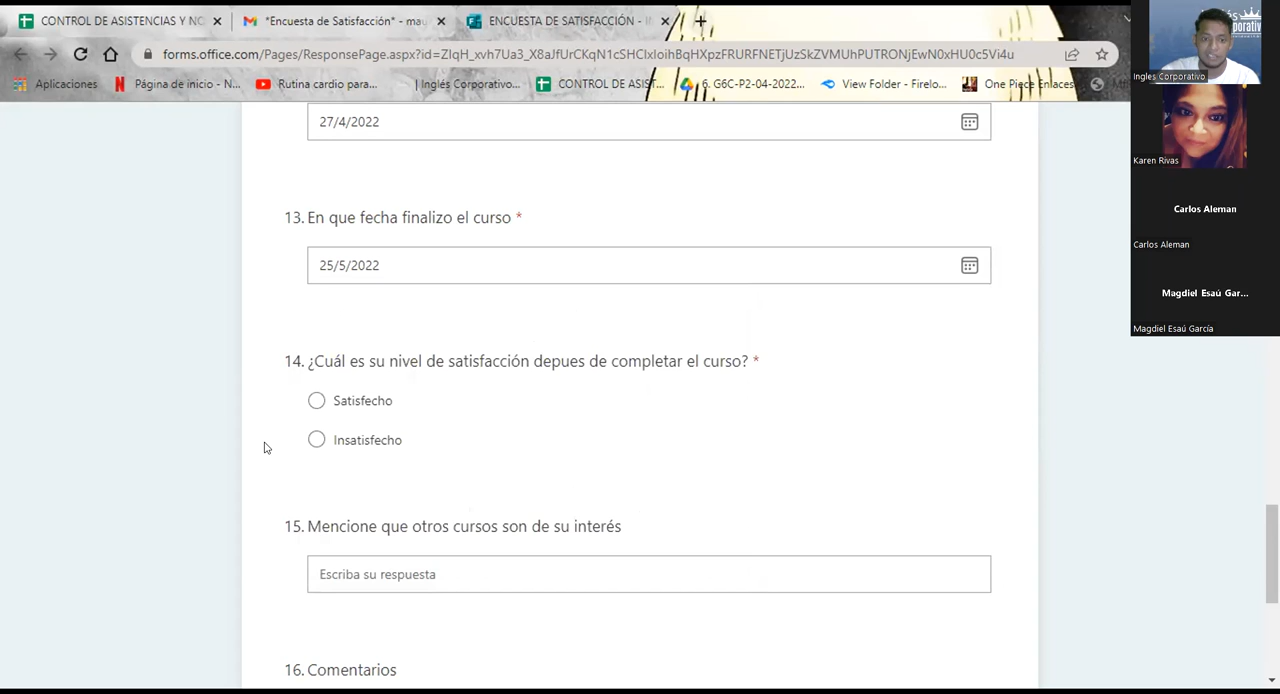 CONTROL DE ASISTENCIAS Y NO
*Encuesta de Satisfacción* - mau
ENCUESTA DE SATISFACCIÓN - I
forms.office.com/Pages/ResponsePage.aspx?id=ZIqH_xvh7Ua3_X8aJfUrCKqN1cSHCIxIoihBqHXpzFRURFNETjUzSkZVMUhPUTRONjEwN0xHU0c5Vi4u
Aplicaciones
Página de inicio - N...
Rutina cardio para...
| Inglés Corporativo...
CONTROL DE ASIST...
6. G6C-P2-04-2022...
View Folder - Firelo...
One Piece Enlaces
Ingles Corporativo
Karen Rivas
Carlos Aleman
Carlos Aleman
Magdiel Esaú Gar...
Magdiel Esaú García
27/4/2022
13. En que fecha finalizo el curso *
25/5/2022
14. ¿Cuál es su nivel de satisfacción depues de completar el curso? *
Satisfecho
Insatisfecho
15. Mencione que otros cursos son de su interés
Escriba su respuesta
16. Comentarios